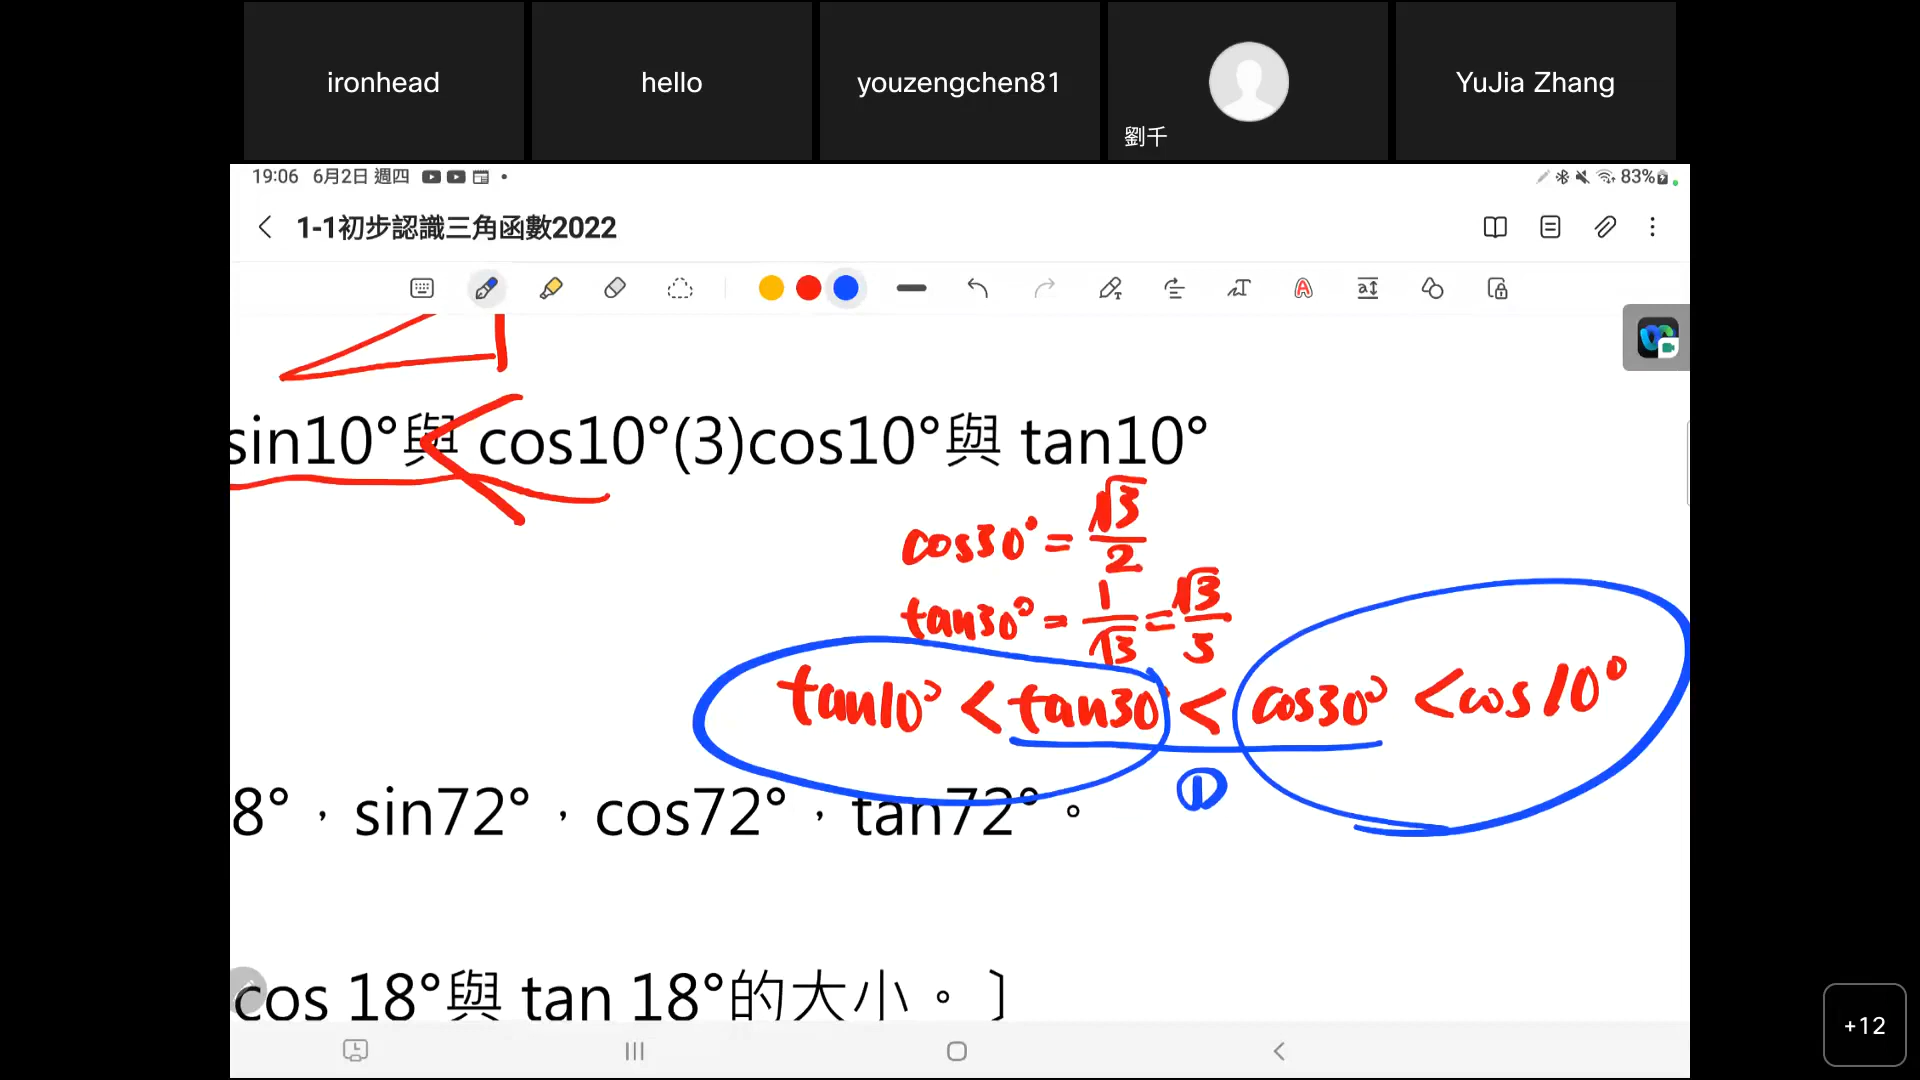 ironhead
hello
youzengchen81
劉千
YuJia Zhang
19:06 6月2日 週四
83%
1-1初步認識三角函數2022
sin10°與 cos10°(3)cos10°與 tan10°
<
cos30°=√3/2
tan30°=1/√3=√3/3
tan10°<tan30°<cos30°<cos10°
①
8°，sin72°，cos72°，tan72°。
cos 18°與 tan 18°的大小。〕
+12